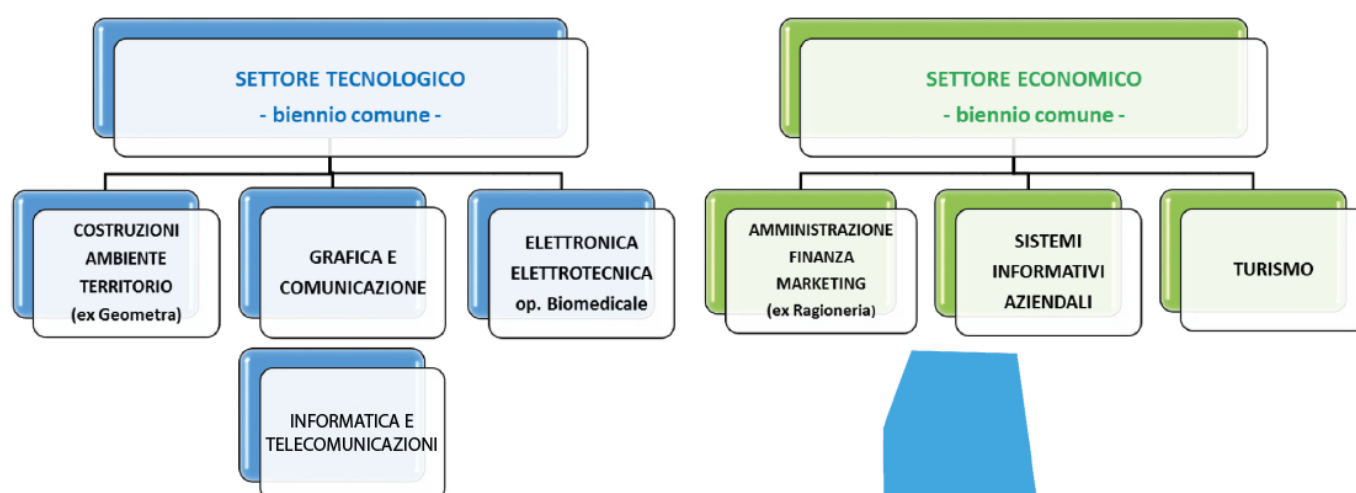 SETTORE TECNOLOGICO
- biennio comune -
COSTRUZIONI
AMBIENTE
TERRITORIO
(ex Geometra)
GRAFICA E
COMUNICAZIONE
ELETTRONICA
ELETTROTECNICA
op. Biomedicale
INFORMATICA E
TELECOMUNICAZIONI
SETTORE ECONOMICO
- biennio comune -
AMMINISTRAZIONE
FINANZA
MARKETING
(ex Ragioneria)
SISTEMI
INFORMATIVI
AZIENDALI
TURISMO